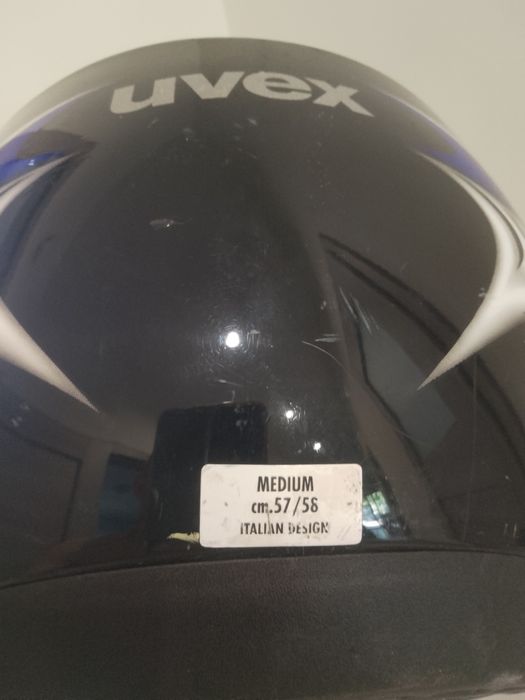 uvex
MEDIUM
cm.57/58
ITALIAN DESIGN